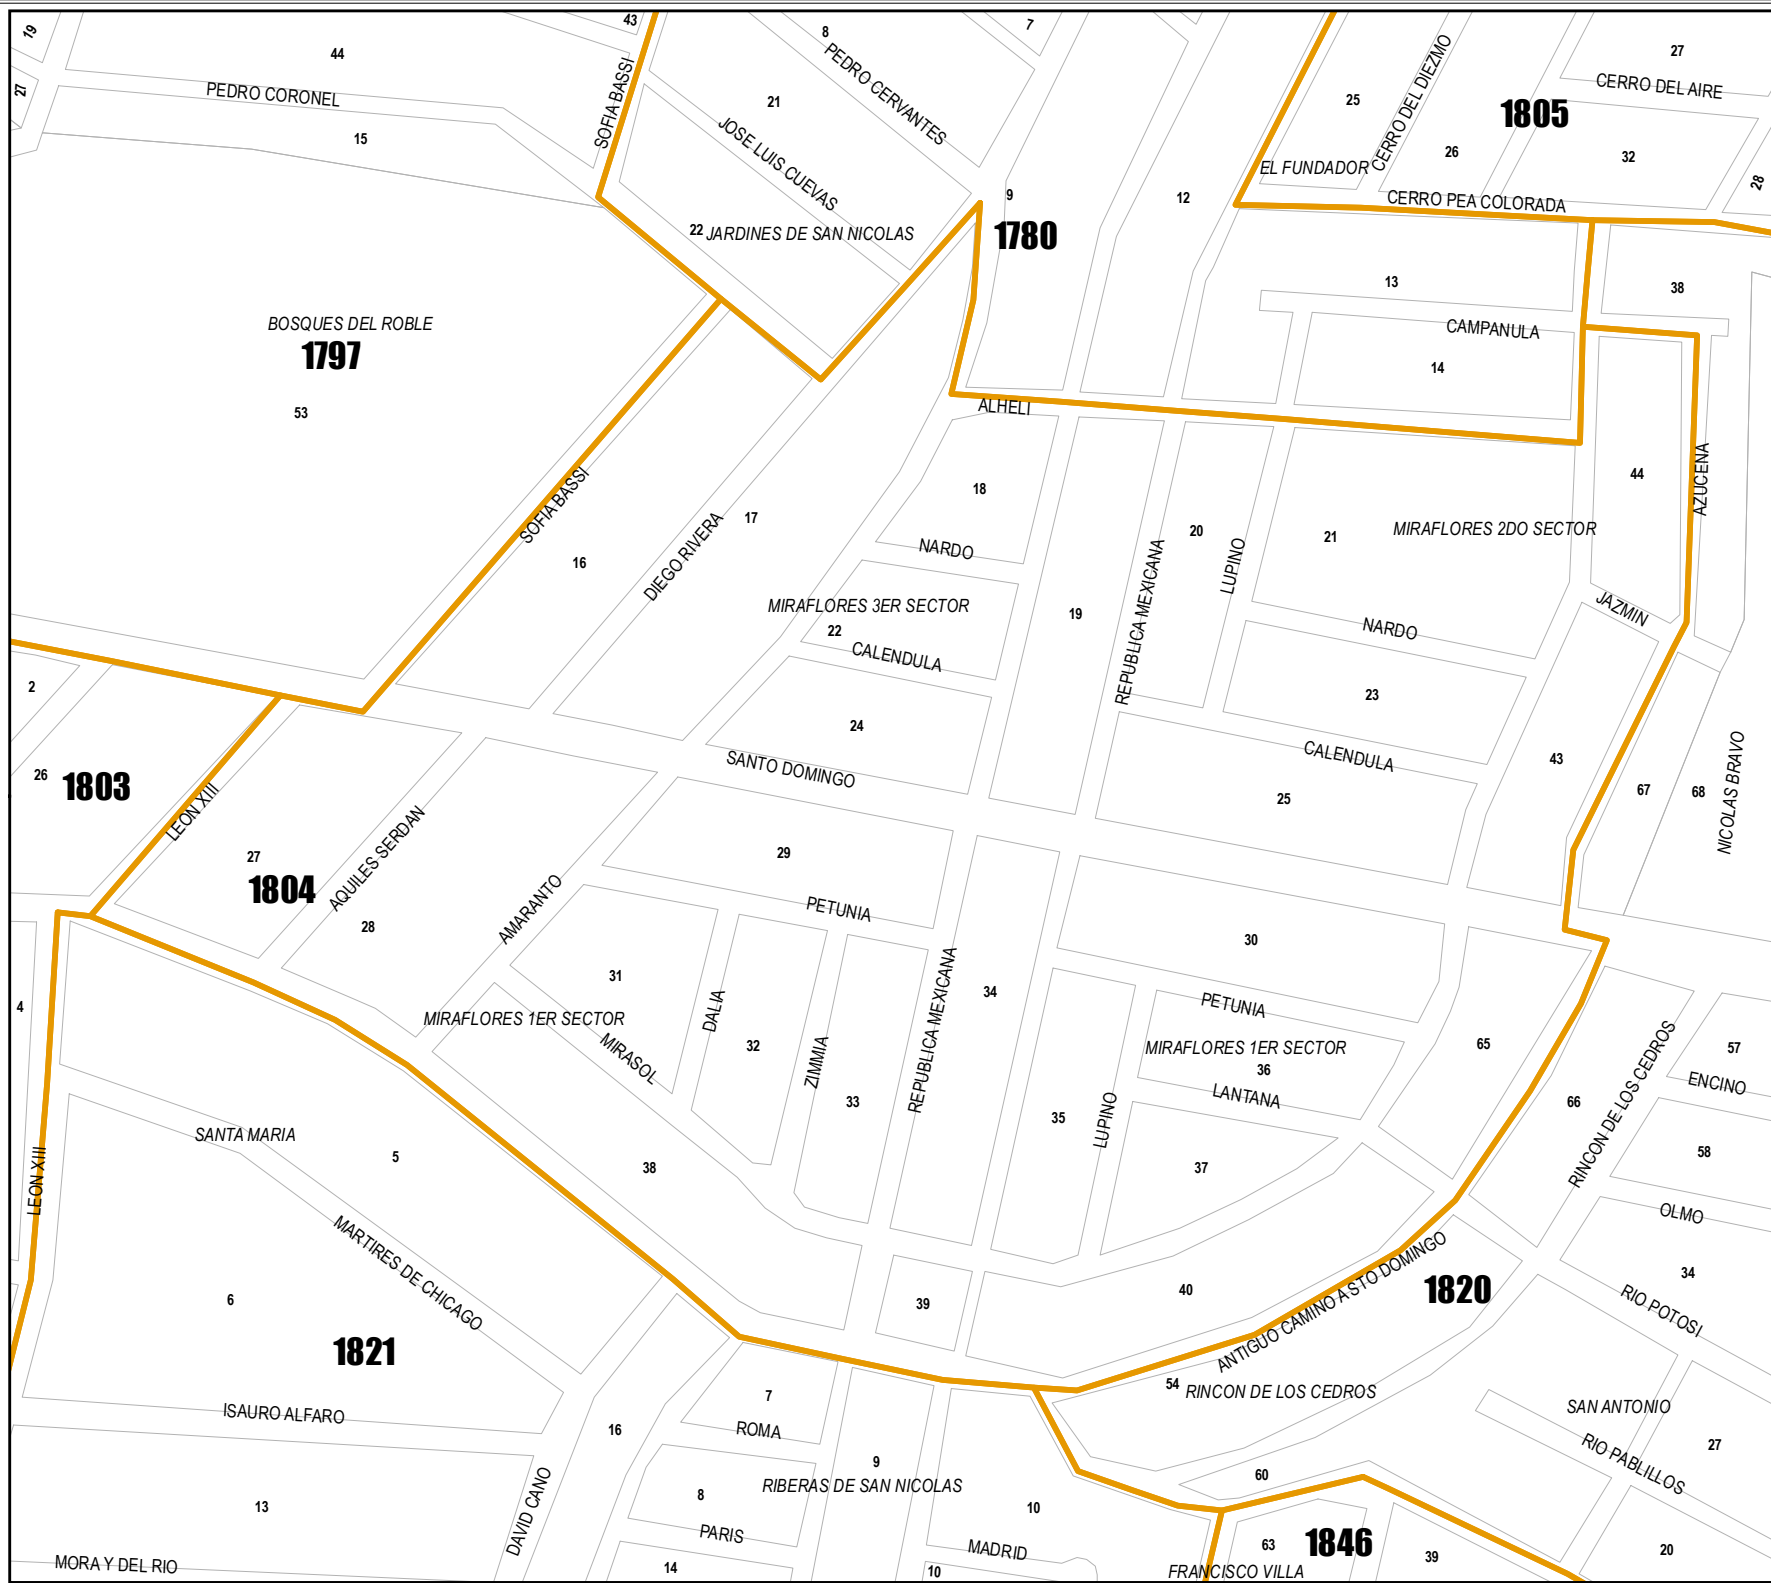 19
44
43
8
7
27
27
PEDRO CORONEL
SOFIA BASSI
21
PEDRO CERVANTES
25
CERRO DEL DIEZMO
1805
CERRO DEL AIRE
15
JOSE LUIS CUEVAS
26
32
EL FUNDADOR
28
9
12
CERRO PEA COLORADA
22
JARDINES DE SAN NICOLAS
1780
13
38
BOSQUES DEL ROBLE
1797
CAMPANULA
14
53
ALHELI
SOFIA BASSI
18
44
AZUCENA
17
20
21
MIRAFLORES 2DO SECTOR
16
DIEGO RIVERA
NARDO
REPUBLICA MEXICANA
LUPINO
MIRAFLORES 3ER SECTOR
19
JAZMIN
22
NARDO
CALENDULA
2
23
24
CALENDULA
43
SANTO DOMINGO
26
1803
LEON XIII
25
67
68
NICOLAS BRAVO
27
1804
AQUILES SERDAN
29
28
AMARANTO
PETUNIA
30
31
REPUBLICA MEXICANA
34
4
DALIA
PETUNIA
MIRAFLORES 1ER SECTOR
MIRASOL
32
ZIMMIA
MIRAFLORES 1ER SECTOR
36
65
RINCON DE LOS CEDROS
57
ENCINO
LANTANA
33
35
LUPINO
66
SANTA MARIA
5
38
37
58
LEON XIII
MARTIRES DE CHICAGO
OLMO
6
39
40
ANTIGUO CAMINO A STO DOMINGO
1820
34
RIO POTOSI
1821
54
RINCON DE LOS CEDROS
7
ISAURO ALFARO
ROMA
16
SAN ANTONIO
27
RIO PABLILLOS
9
60
RIBERAS DE SAN NICOLAS
8
13
10
DAVID CANO
PARIS
63
1846
MADRID
39
20
MORA Y DEL RIO
14
10
FRANCISCO VILLA